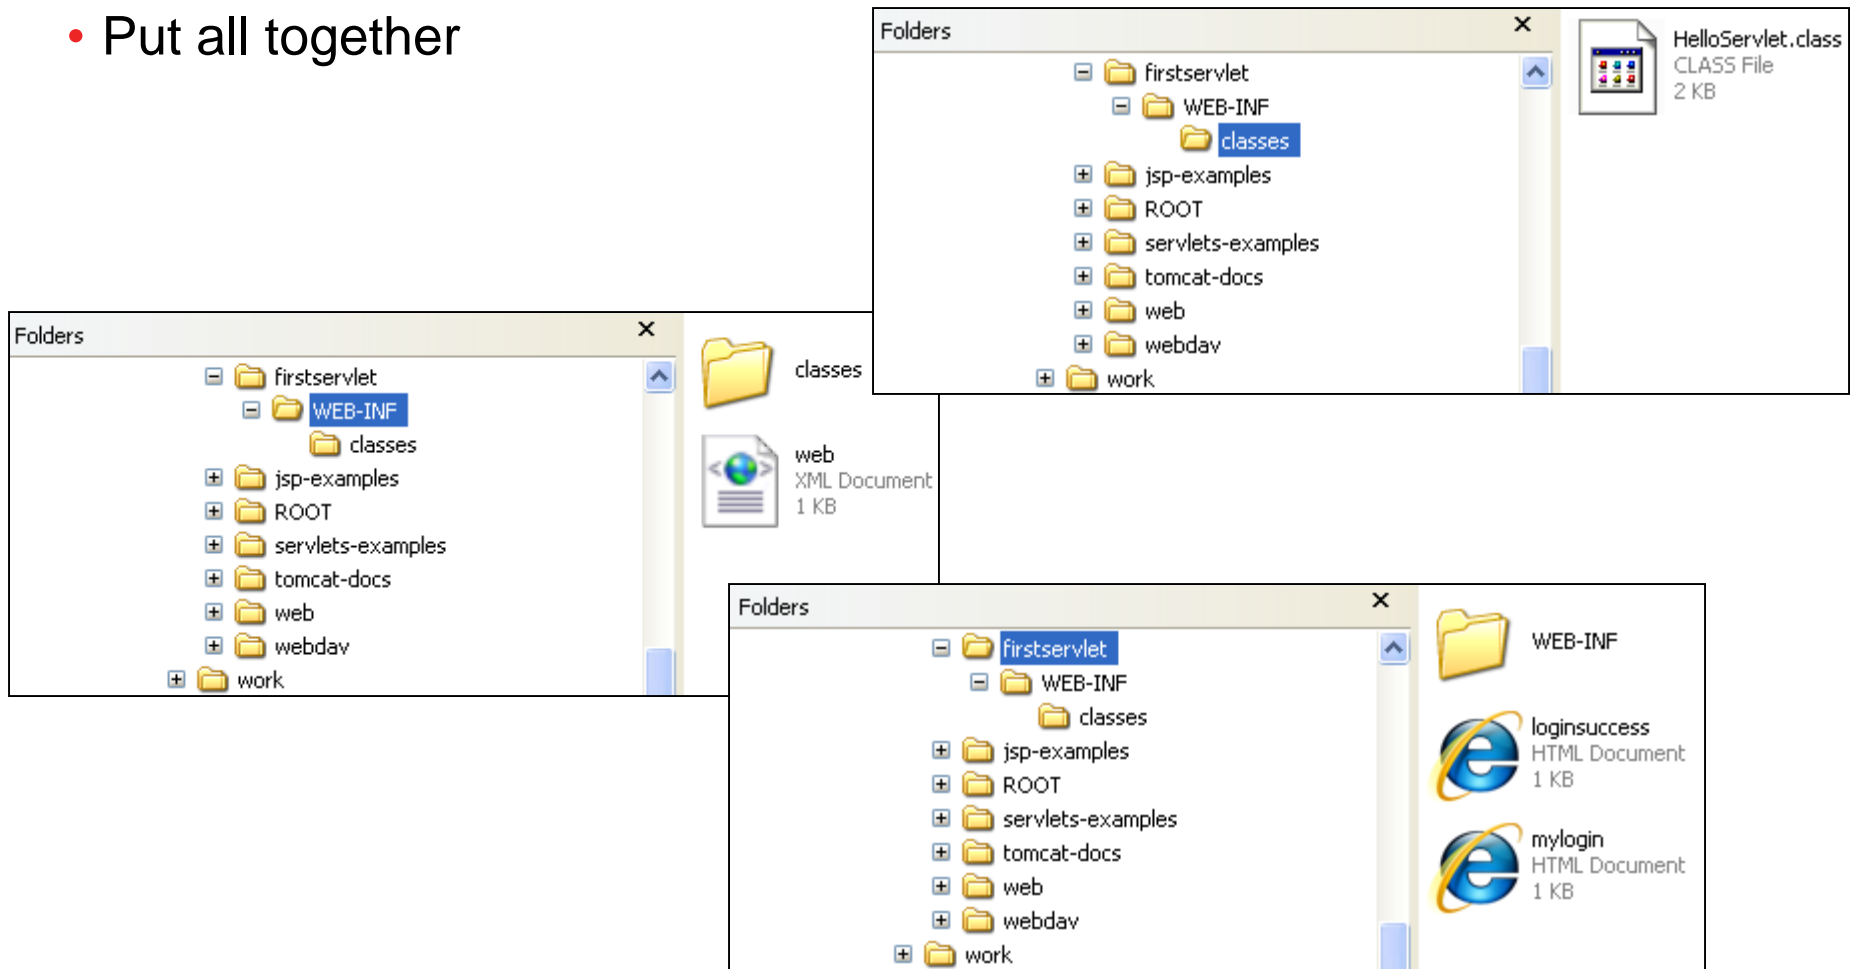 • Put all together
Folders
firstservlet
WEB-INF
classes
jsp-examples
ROOT
servlets-examples
tomcat-docs
web
webdav
work
HelloServlet.class
CLASS File
2 KB
Folders
firstservlet
WEB-INF
classes
jsp-examples
ROOT
servlets-examples
tomcat-docs
web
webdav
work
classes
web
XML Document
1 KB
Folders
firstservlet
WEB-INF
classes
jsp-examples
ROOT
servlets-examples
tomcat-docs
web
webdav
work
WEB-INF
loginsuccess
HTML Document
1 KB
mylogin
HTML Document
1 KB